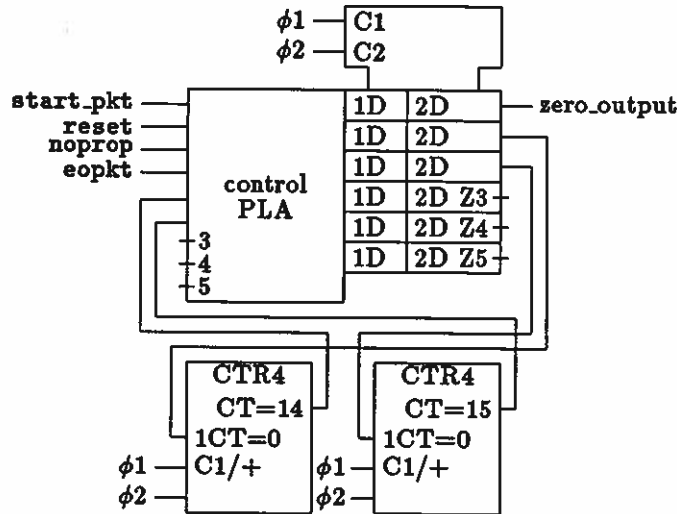 ϕ1 C1
ϕ2 C2
start_pkt 1D 2D zero_output
reset 1D 2D
noprop
eopkt 1D 2D
control PLA
1D 2D Z3
3 1D 2D Z4
4 1D 2D Z5
5
CTR4 CTR4
CT=14 CT=15
1CT=0 1CT=0
ϕ1 C1/+ ϕ1 C1/+
ϕ2 ϕ2